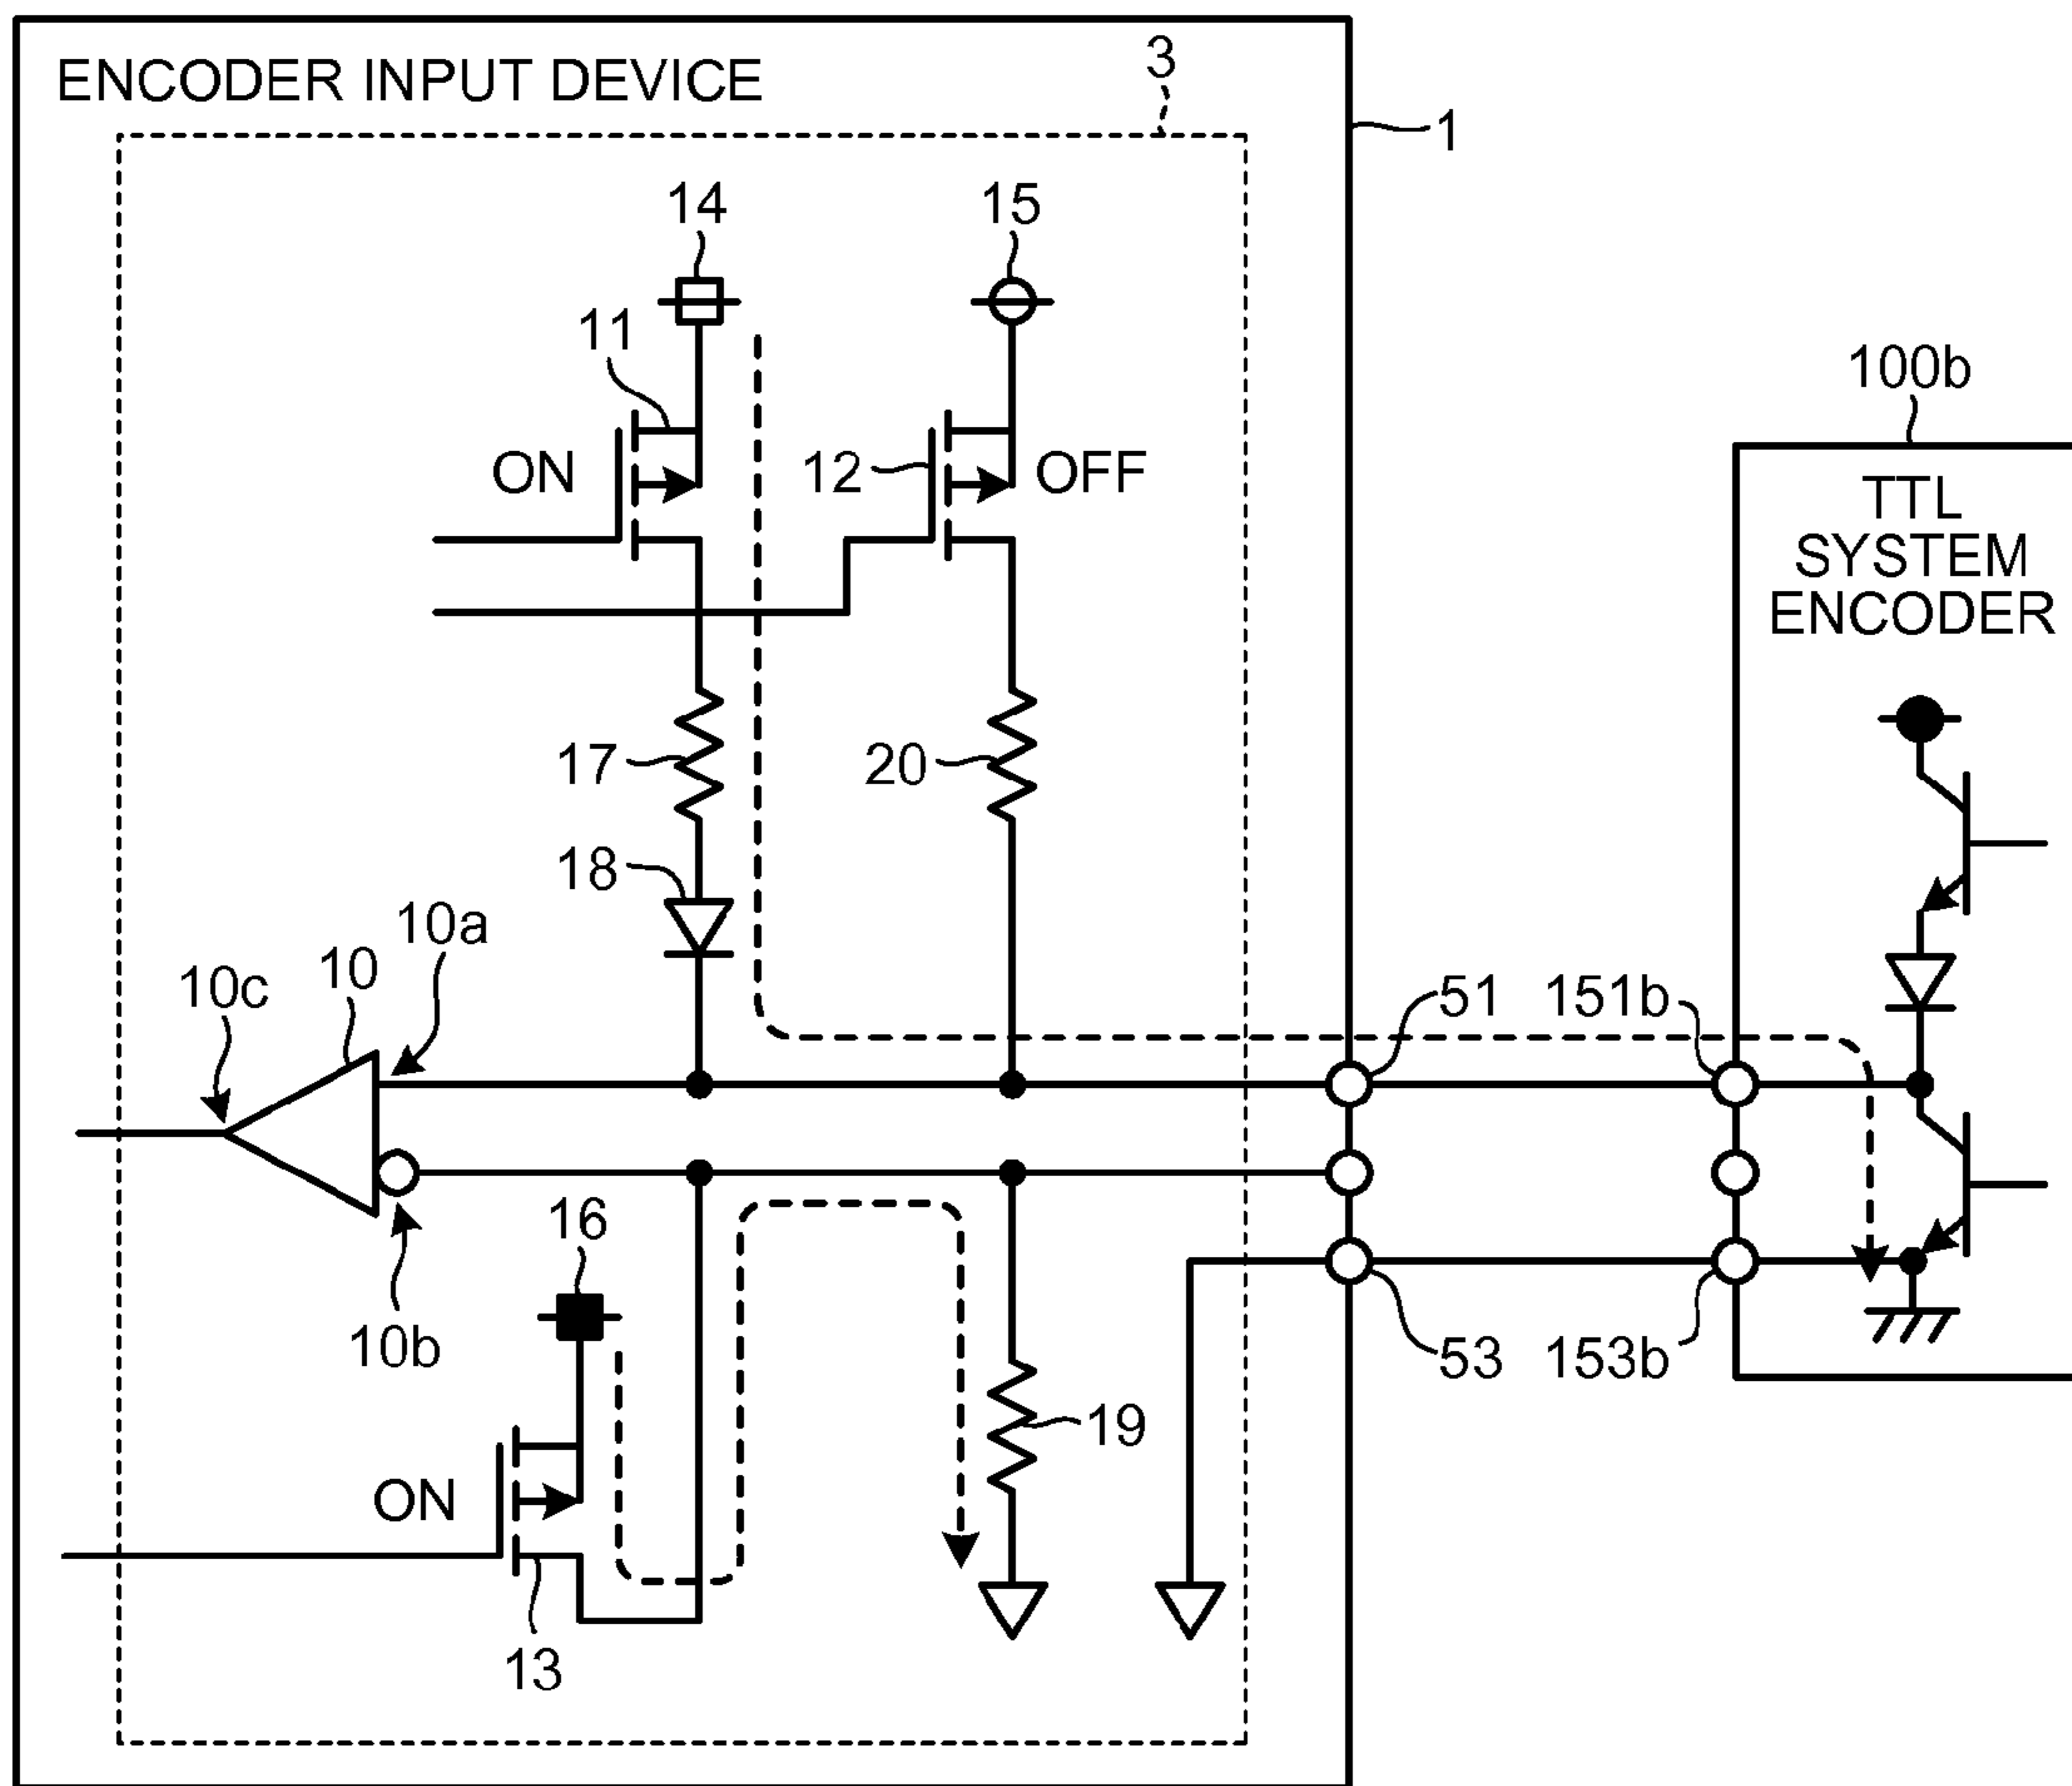 3
ENCODER INPUT DEVICE
1
14
15
11
100b
ON
12
OFF
TTL
SYSTEM
ENCODER
17
20
18
10a
10
10c
51
151b
16
10b
53
153b
19
ON
13